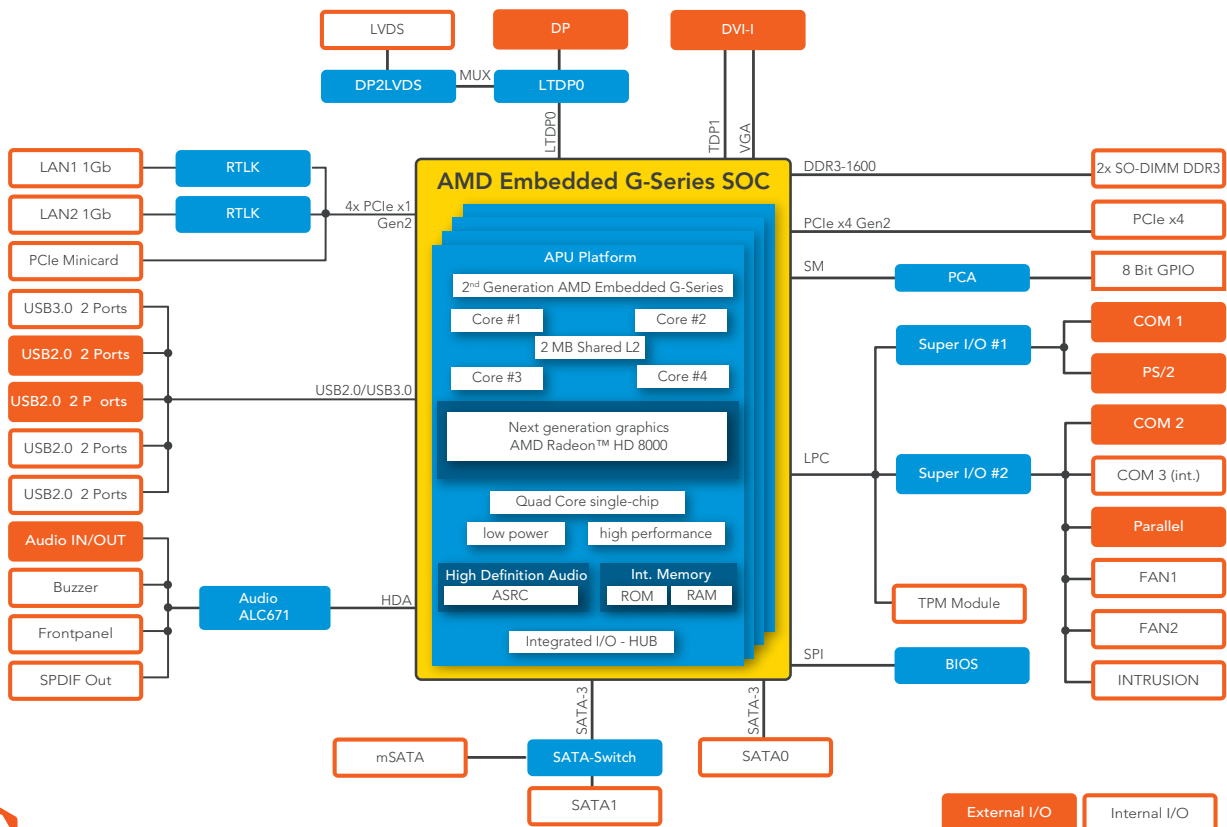 LVDS
DP
DVI-I
DP2LVDS
MUX
LTDP0
LTDP0
TDP1
VGA
LAN1 1Gb
RTLK
LAN2 1Gb
RTLK
PCIe Minicard
4x PCIe x1
Gen2
USB3.0 2 Ports
USB2.0 2 Ports
USB2.0 2 P orts
USB2.0 2 Ports
USB2.0 2 Ports
USB2.0/USB3.0
Audio IN/OUT
Buzzer
Frontpanel
SPDIF Out
Audio
ALC671
HDA
AMD Embedded G-Series SOC
APU Platform
2nd Generation AMD Embedded G-Series
Core #1
Core #2
2 MB Shared L2
Core #3
Core #4
Next generation graphics
AMD Radeon™ HD 8000
Quad Core single-chip
low power
high performance
High Definition Audio
ASRC
Int. Memory
ROM
RAM
Integrated I/O - HUB
DDR3-1600
2x SO-DIMM DDR3
PCIe x4 Gen2
PCIe x4
SM
PCA
8 Bit GPIO
LPC
Super I/O #1
COM 1
PS/2
Super I/O #2
COM 2
COM 3 (int.)
Parallel
FAN1
FAN2
INTRUSION
TPM Module
SPI
BIOS
SATA-3
SATA-3
mSATA
SATA-Switch
SATA0
SATA1
External I/O
Internal I/O